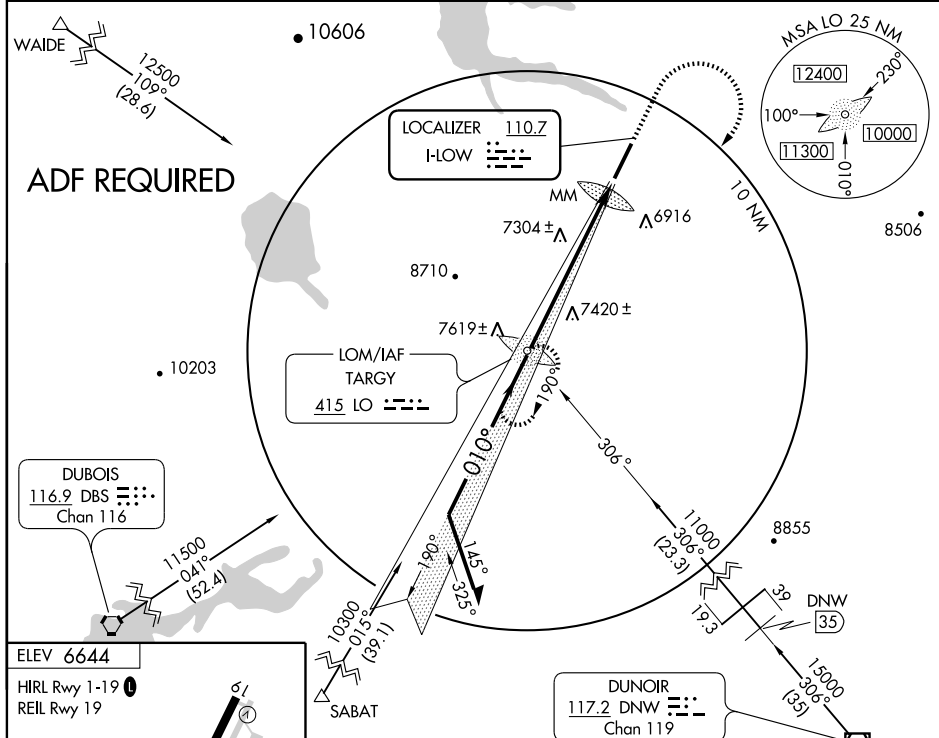 WAIDE
12500
109°
(28.6)
10606
MSA LO 25 NM
12400
230°
100°
10000
11300
010°
ADF REQUIRED
LOCALIZER 110.7
I-LOW
MM
10 NM
7304 ±
6916
8506
8710
7420 ±
7619±
10203
LOM/IAF
TARGY
415 LO
190°
010°
306°
DUBOIS
116.9 DBS
Chan 116
11500
041°
(52.4)
190°
145°
325°
11000
306°
(23.3)
8855
39
19.3
DNW
35
10300
015°
(39.1)
SABAT
15000
306°
(35)
DUNOIR
117.2 DNW
Chan 119
ELEV 6644
HIRL Rwy 1-19 L
REIL Rwy 19
19